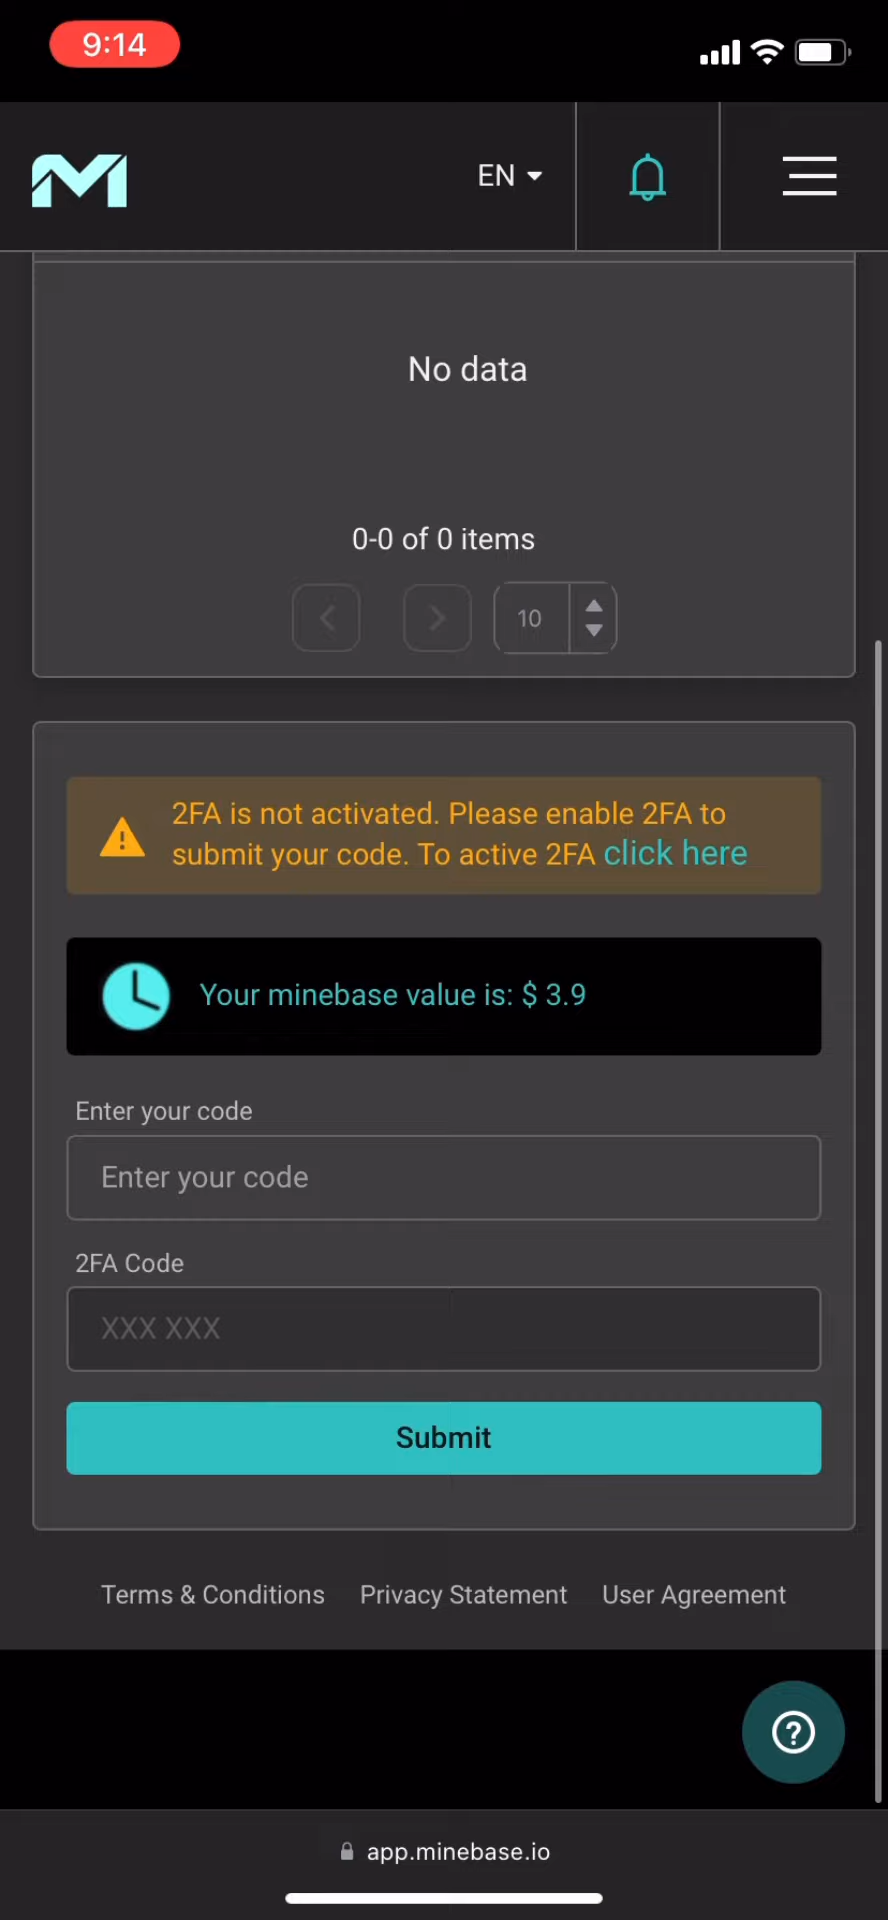 9:14
EN
No data
0-0 of 0 items
10
2FA is not activated. Please enable 2FA to
submit your code. To active 2FA click here
Your minebase value is: $ 3.9
Enter your code
Enter your code
2FA Code
XXX XXX
Submit
Terms & Conditions Privacy Statement User Agreement
app.minebase.io